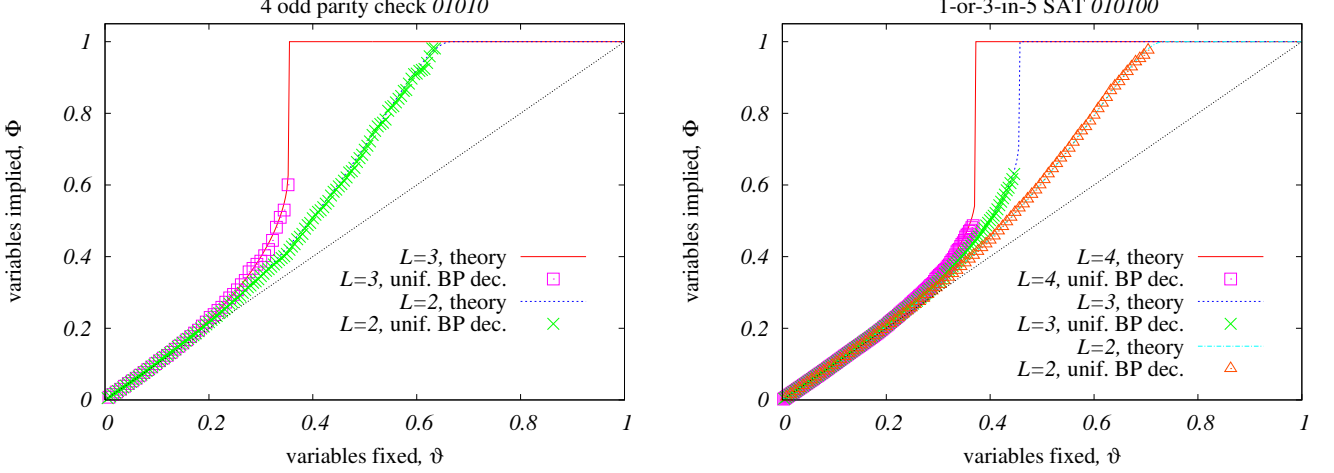 4 odd parity check 01010
1
0.8
0.6
0.4
0.2
0
0 0.2 0.4 0.6 0.8 1
variables implied, Φ
variables fixed, ϑ
L=3, theory
L=3, unif. BP dec.
L=2, theory
L=2, unif. BP dec.
1-or-3-in-5 SAT 010100
1
0.8
0.6
0.4
0.2
0
0 0.2 0.4 0.6 0.8 1
variables implied, Φ
variables fixed, ϑ
L=4, theory
L=4, unif. BP dec.
L=3, theory
L=3, unif. BP dec.
L=2, theory
L=2, unif. BP dec.